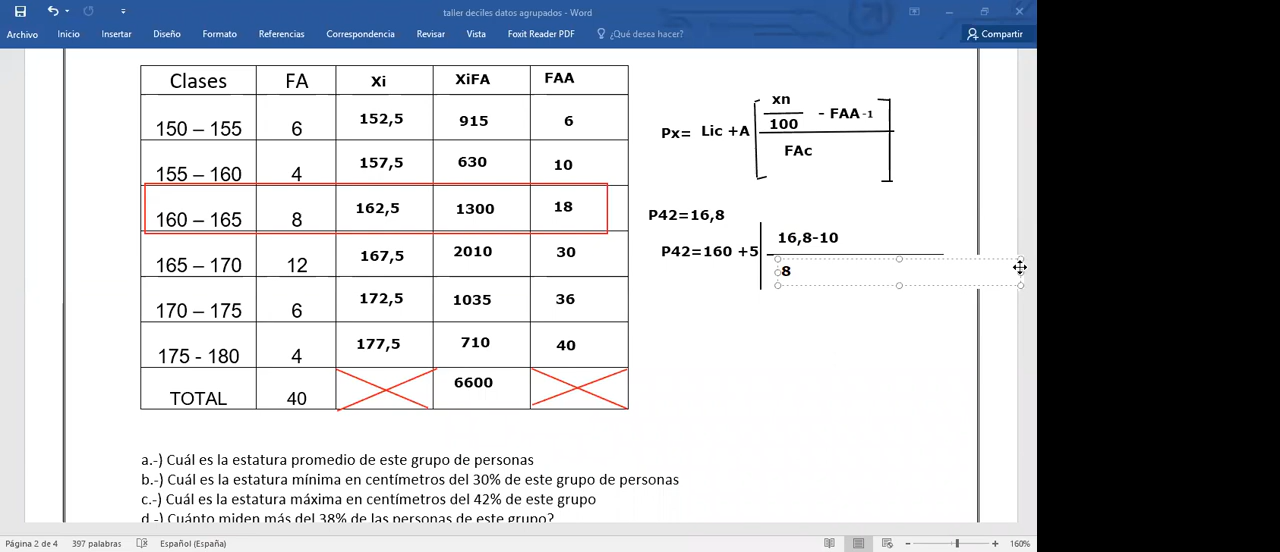 taller deciles datos agrupados - Word
Archivo Inicio Insertar Diseño Formato Referencias Correspondencia Revisar Vista Foxit Reader PDF ¿Qué desea hacer? Compartir
Clases FA Xi XiFA FAA
150 – 155 6 152,5 915 6
155 – 160 4 157,5 630 10
160 – 165 8 162,5 1300 18
165 – 170 12 167,5 2010 30
170 – 175 6 172,5 1035 36
175 - 180 4 177,5 710 40
TOTAL 40 6600
xn
100
- FAA -1
Px= Lic +A
FAc
P42=16,8
16,8-10
P42=160 +5
8
a.-) Cuál es la estatura promedio de este grupo de personas
b.-) Cuál es la estatura mínima en centímetros del 30% de este grupo de personas
c.-) Cuál es la estatura máxima en centímetros del 42% de este grupo
d.-) Cuánto miden más del 38% de las personas de este grupo?
Página 2 de 4 397 palabras Español (España) 160%